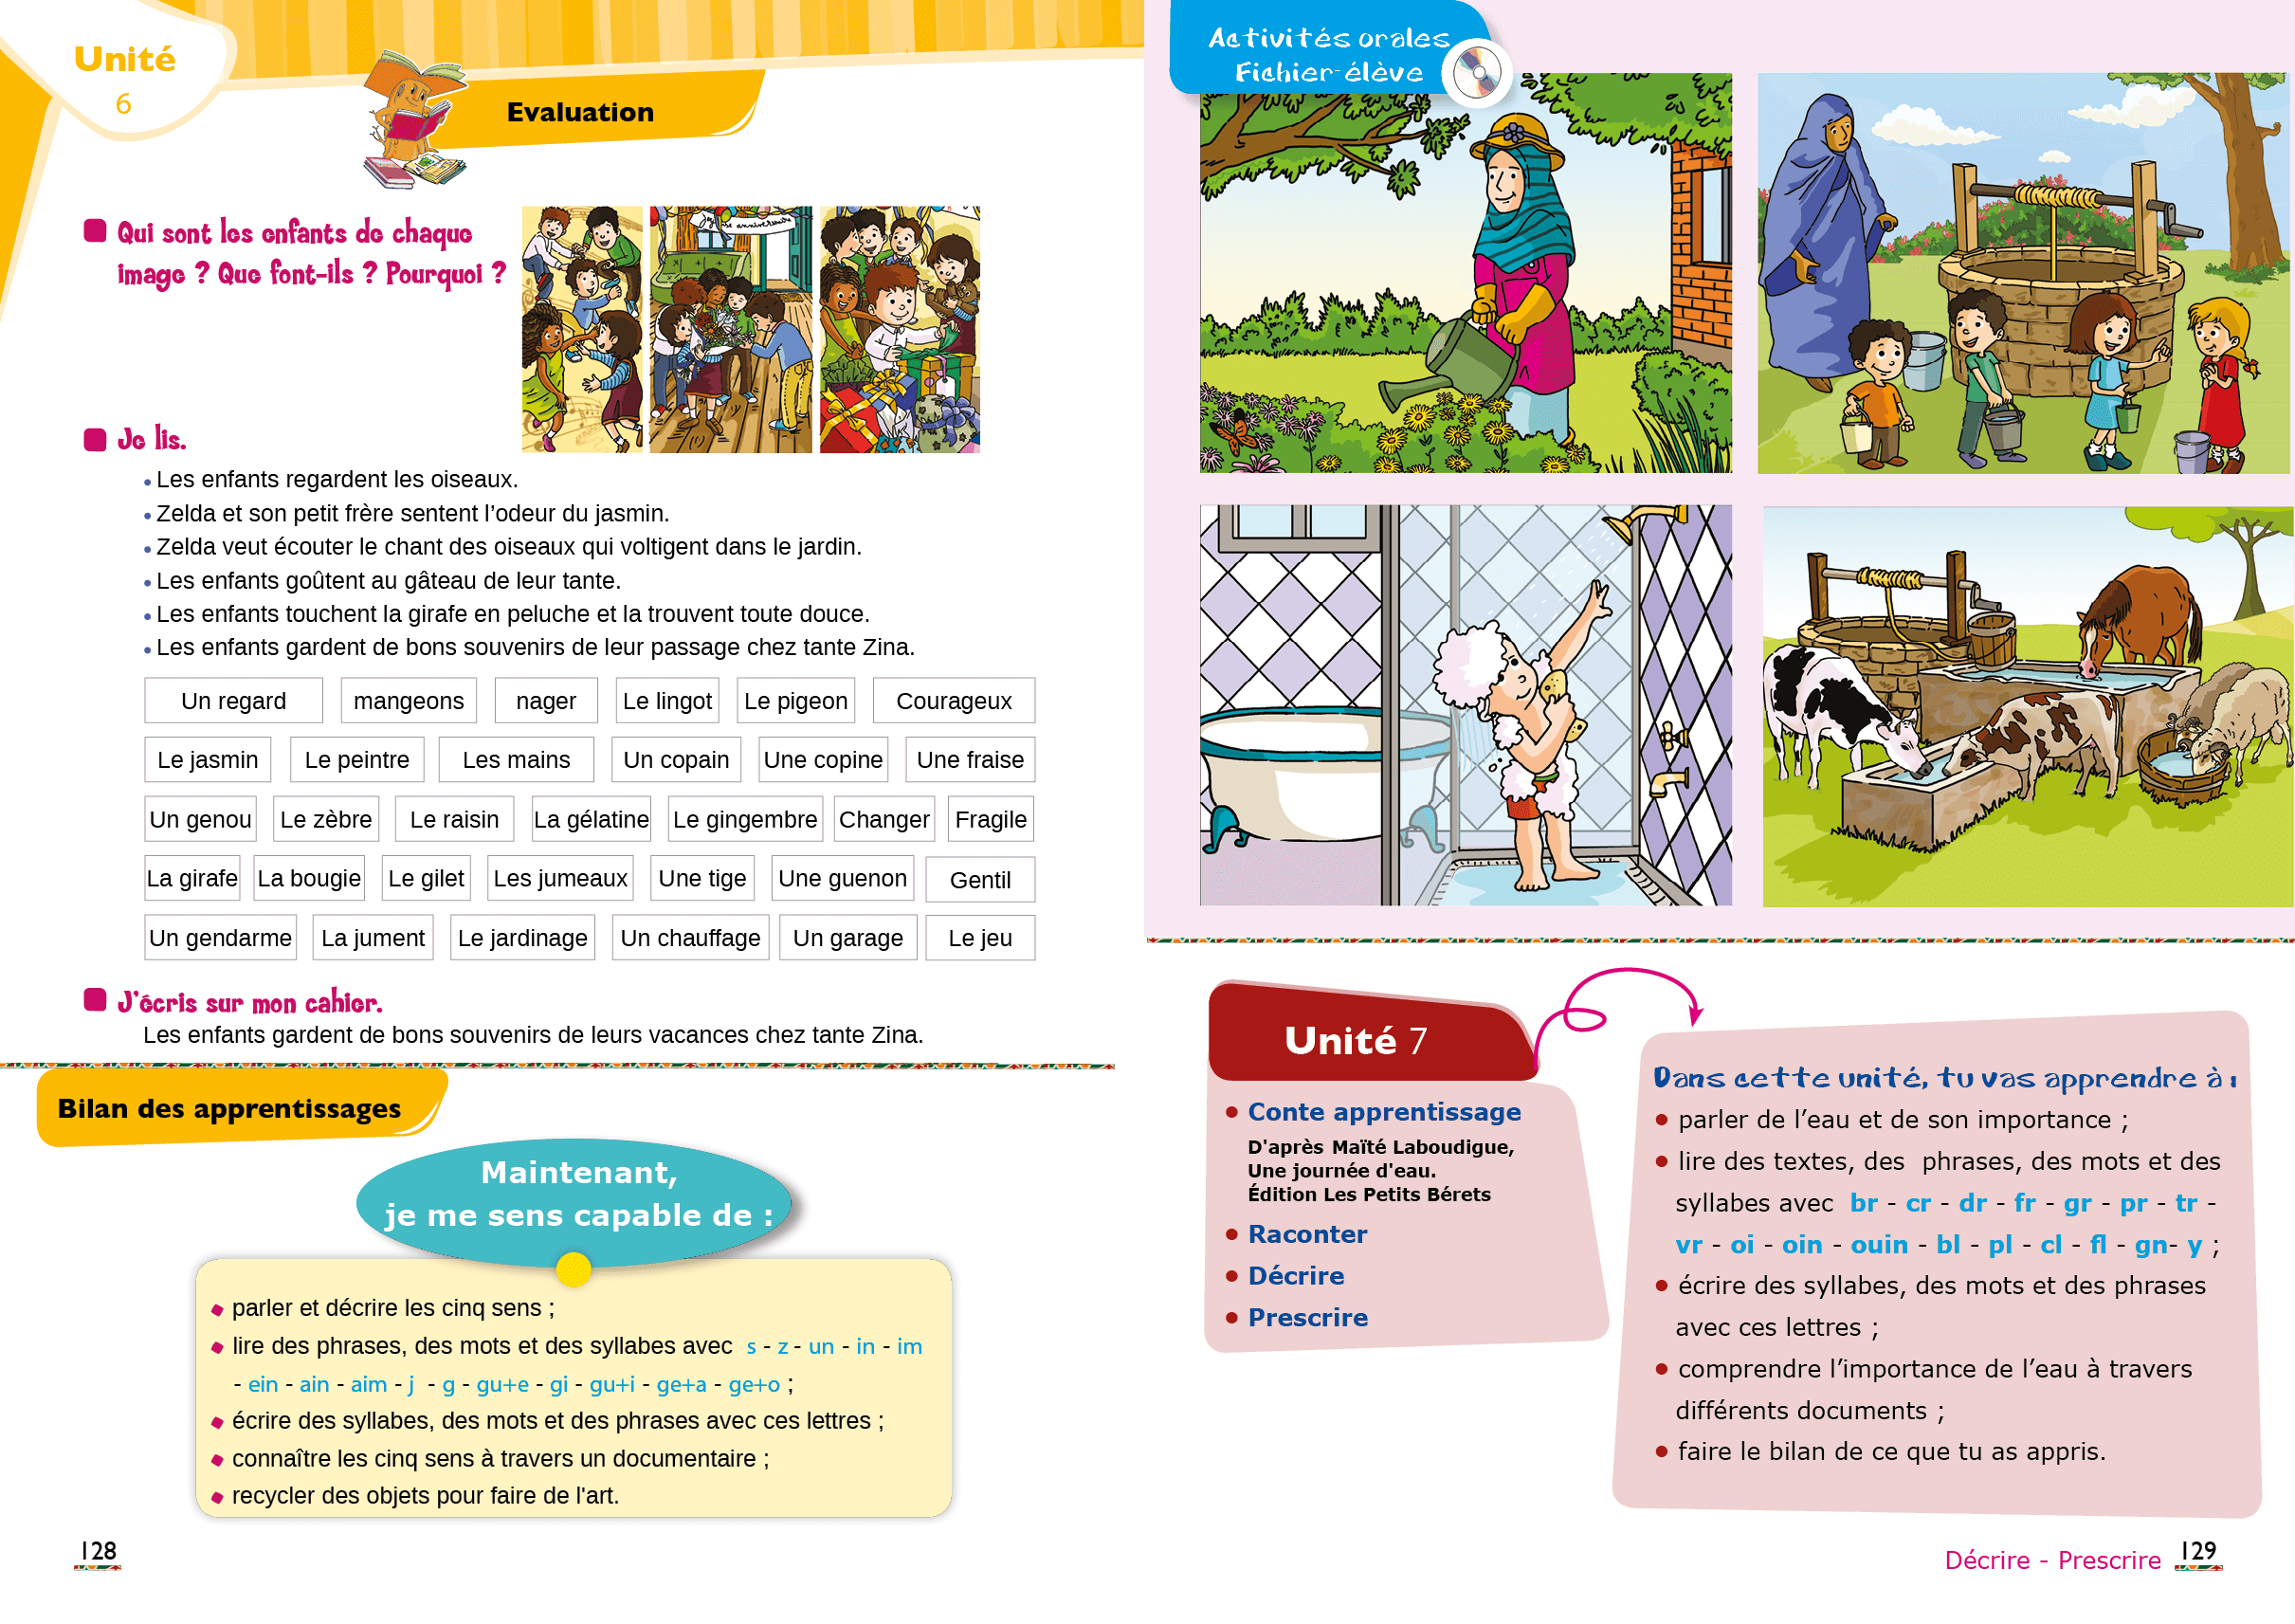 Unité
6
Evaluation
Qui sont les enfants de chaque
image ? Que font-ils ? Pourquoi ?
Je lis.
• Les enfants regardent les oiseaux.
• Zelda et son petit frère sentent l’odeur du jasmin.
• Zelda veut écouter le chant des oiseaux qui voltigent dans le jardin.
• Les enfants goûtent au gâteau de leur tante.
• Les enfants touchent la girafe en peluche et la trouvent toute douce.
• Les enfants gardent de bons souvenirs de leur passage chez tante Zina.
Un regard mangeons nager Le lingot Le pigeon Courageux
Le jasmin Le peintre Les mains Un copain Une copine Une fraise
Un genou Le zèbre Le raisin La gélatine Le gingembre Changer Fragile
La girafe La bougie Le gilet Les jumeaux Une tige Une guenon Gentil
Un gendarme La jument Le jardinage Un chauffage Un garage Le jeu
J’écris sur mon cahier.
Les enfants gardent de bons souvenirs de leurs vacances chez tante Zina.
Bilan des apprentissages
Maintenant,
je me sens capable de :
parler et décrire les cinq sens ;
lire des phrases, des mots et des syllabes avec s - z - un - in - im
- ein - ain - aim - j - g - gu+e - gi - gu+i - ge+a - ge+o ;
écrire des syllabes, des mots et des phrases avec ces lettres ;
connaître les cinq sens à travers un documentaire ;
recycler des objets pour faire de l'art.
128
Activités orales
Fichier-élève
Unité 7
• Conte apprentissage
D'après Maïté Laboudigue,
Une journée d'eau.
Édition Les Petits Bérets
• Raconter
• Décrire
• Prescrire
Dans cette unité, tu vas apprendre à :
• parler de l’eau et de son importance ;
• lire des textes, des phrases, des mots et des
syllabes avec br - cr - dr - fr - gr - pr - tr -
vr - oi - oin - ouin - bl - pl - cl - fl - gn- y ;
• écrire des syllabes, des mots et des phrases
avec ces lettres ;
• comprendre l’importance de l’eau à travers
différents documents ;
• faire le bilan de ce que tu as appris.
Décrire - Prescrire 129